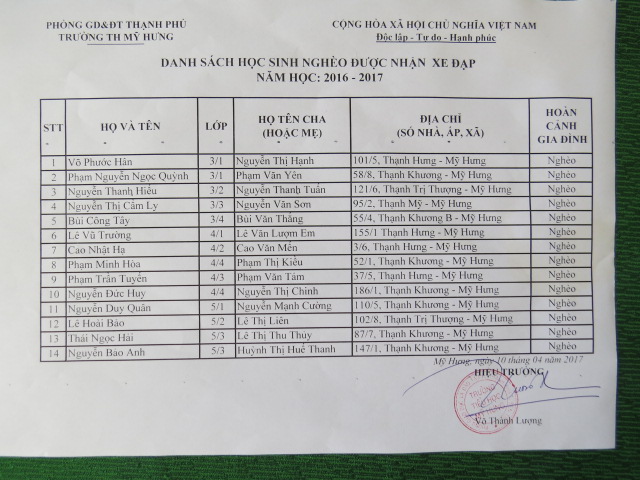 PHÒNG GD&ĐT THẠNH PHÚ
TRƯỜNG TH MỸ HƯNG
CỘNG HÒA XÃ HỘI CHỦ NGHĨA VIỆT NAM
Độc lập - Tự do - Hạnh phúc
DANH SÁCH HỌC SINH NGHÈO ĐƯỢC NHẬN XE ĐẠP
NĂM HỌC: 2016 - 2017
STT HỌ VÀ TÊN LỚP HỌ TÊN CHA (HOẶC MẸ) ĐỊA CHỈ (SỐ NHÀ, ẤP, XÃ) HOÀN CẢNH GIA ĐÌNH
1 Võ Phước Hán 3/1 Nguyễn Thị Hạnh 101/5, Thạnh Hưng - Mỹ Hưng Nghèo
2 Phạm Nguyễn Ngọc Quỳnh 3/1 Phạm Văn Yên 58/8, Thạnh Khương - Mỹ Hưng Nghèo
3 Nguyễn Thanh Hiếu 3/2 Nguyễn Thanh Tuấn 121/6, Thạnh Trị Thượng - Mỹ Hưng Nghèo
4 Nguyễn Thị Cẩm Ly 3/3 Nguyễn Văn Sơn 95/2, Thạnh Mỹ - Mỹ Hưng Nghèo
5 Bùi Công Tây 3/4 Bùi Văn Thắng 55/4, Thạnh Khương B - Mỹ Hưng Nghèo
6 Lê Vũ Trường 4/1 Lê Văn Lượm Em 155/1 Thạnh Hưng - Mỹ Hưng Nghèo
7 Cao Nhật Hạ 4/2 Cao Văn Mến 3/6, Thạnh Hưng - Mỹ Hưng Nghèo
8 Phạm Minh Hòa 4/4 Phạm Thị Kiều 52/1, Thạnh Khương - Mỹ Hưng Nghèo
9 Phạm Trần Tuyển 4/3 Phạm Văn Tám 37/5, Thạnh Hưng - Mỹ Hưng Nghèo
10 Nguyễn Đức Huy 4/4 Nguyễn Thị Chinh 186/1, Thạnh Khương - Mỹ Hưng Nghèo
11 Nguyễn Duy Quân 5/1 Nguyễn Mạnh Cường 110/5, Thạnh Khương - Mỹ Hưng Nghèo
12 Lê Hoài Bảo 5/2 Lê Thị Liên 102/8, Thạnh Trị Thượng - Mỹ Hưng Nghèo
13 Thái Ngọc Hải 5/3 Lê Thị Thu Thủy 87/7, Thạnh Khương - Mỹ Hưng Nghèo
14 Nguyễn Bảo Anh 5/3 Huỳnh Thị Huế Thanh 147/1, Thạnh Khương - Mỹ Hưng Nghèo
Mỹ Hưng, ngày 10 tháng 04 năm 2017
HIỆU TRƯỞNG
TRƯỜNG
TIỂU HỌC
MỸ HƯNG
Võ Thành Lượng